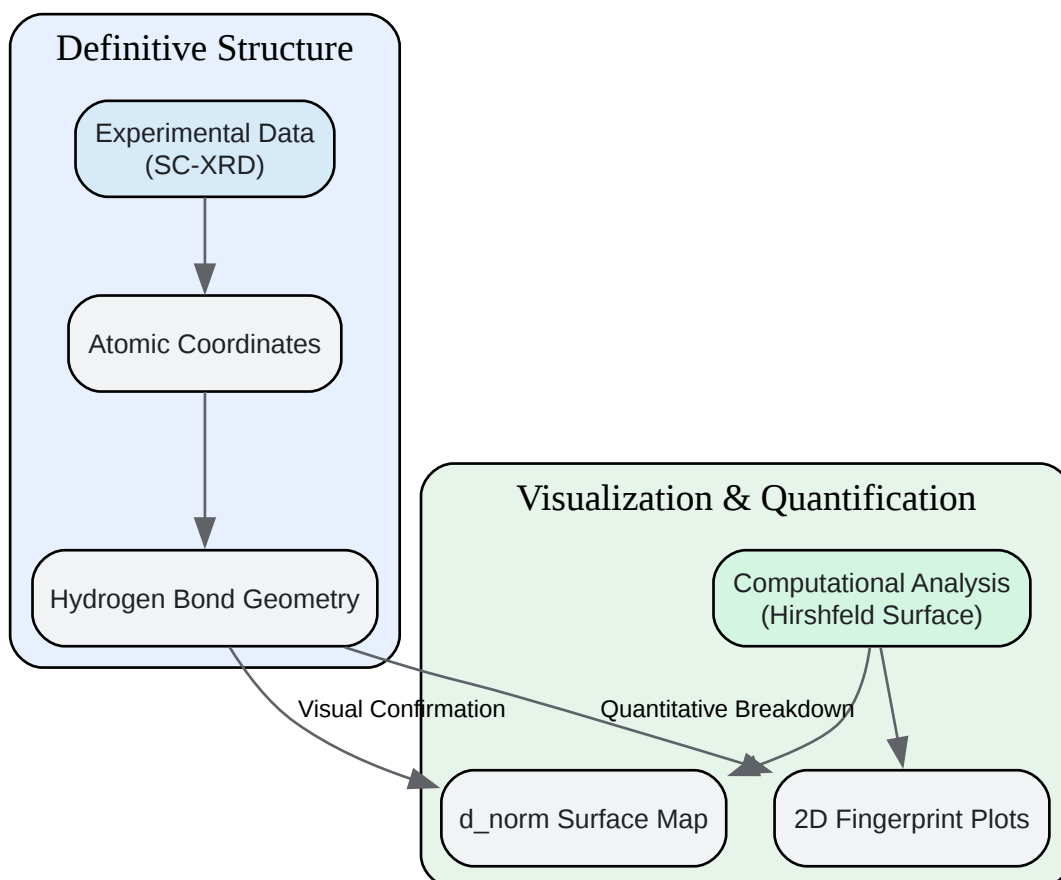 Definitive Structure
Experimental Data
(SC-XRD)
Atomic Coordinates
Hydrogen Bond Geometry
Visualization & Quantification
Computational Analysis
(Hirshfeld Surface)
Visual Confirmation
Quantitative Breakdown
d_norm Surface Map
2D Fingerprint Plots